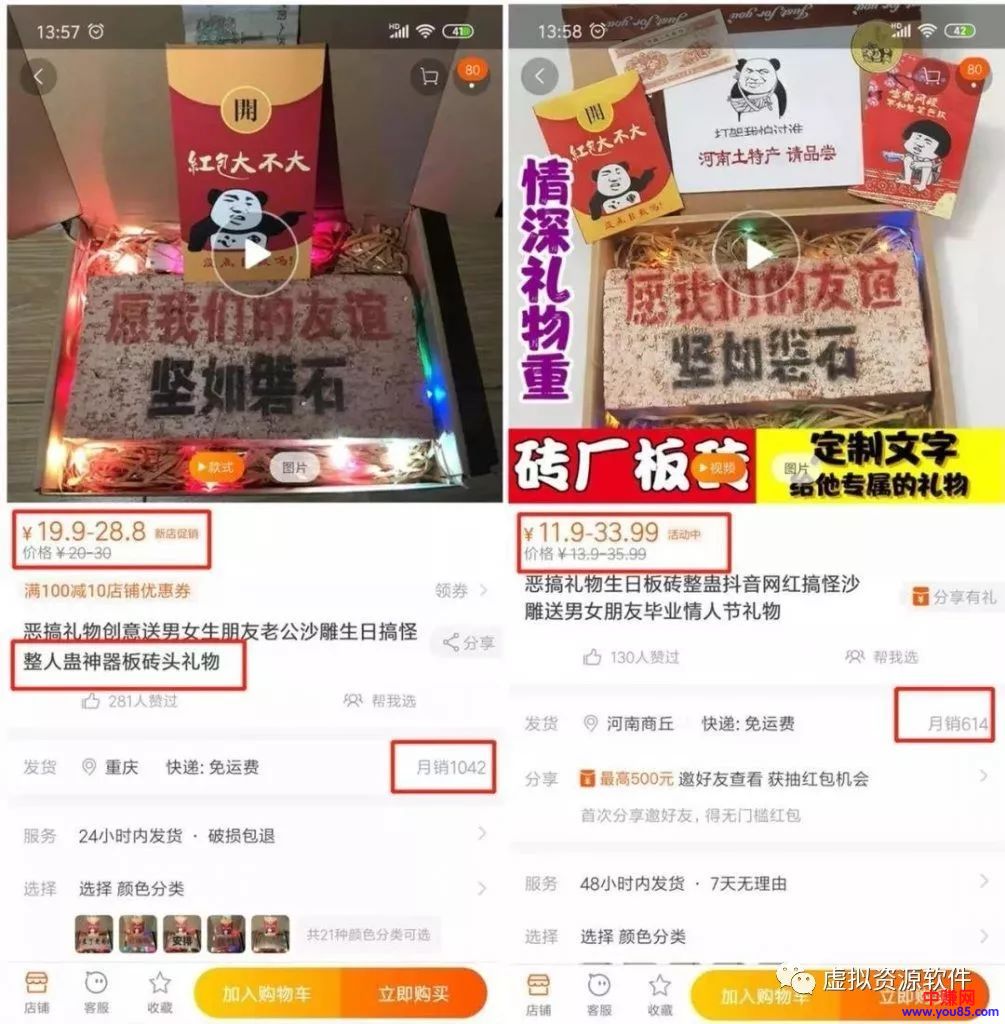 13:57
HD
41
80
開
紅包大不大
愿我们的友谊
坚如磐石
款式
图片
¥19.9-28.8 新店促销
价格 ¥20-30
满100减10店铺优惠券
领券
恶搞礼物创意送男女生朋友老公沙雕生日搞怪
整人蛊神器板砖头礼物
分享
281人赞过
帮我选
发货 重庆 快递: 免运费 月销1042
服务 24小时内发货 · 破损包退
选择 选择 颜色分类
安排
共21种颜色分类可选
店铺
客服
收藏
加入购物车
立即购买
13:58
HD
42
80
Just for you
開
紅包大不大
打架我怕过谁
河南土特产 请品尝
情深礼物重
愿我们的友谊
坚如磐石
砖厂板砖
视频
图片
定制文字
给他专属的礼物
¥11.9-33.99 活动中
价格 ¥13.9-35.99
恶搞礼物生日板砖整蛊抖音网红搞怪沙
雕送男女朋友毕业情人节礼物
分享有礼
130人赞过
帮我选
发货 河南商丘 快递: 免运费 月销614
分享 最高500元 邀好友查看 获抽红包机会
首次分享邀好友，得无门槛红包
服务 48小时内发货 · 7天无理由
选择 选择 颜色分类
店铺
客服
收藏
加入购物车
立即购买
虚拟资源软件
中赚网
www.you85.com